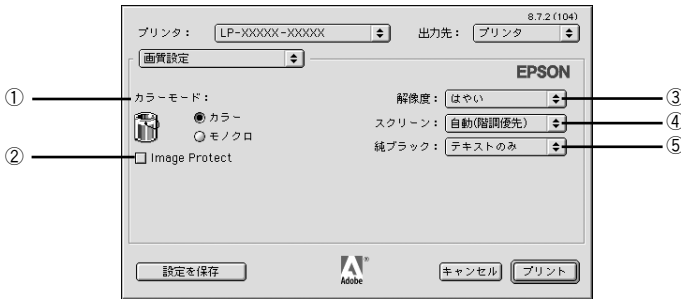 8.7.2 (104)
プリンタ： LP-XXXXX-XXXXX 出力先： プリンタ
画質設定
EPSON
① カラーモード： 解像度： はやい ③
カラー スクリーン： 自動(階調優先) ④
モノクロ 純ブラック： テキストのみ ⑤
② Image Protect
設定を保存 Adobe ® キャンセル プリント